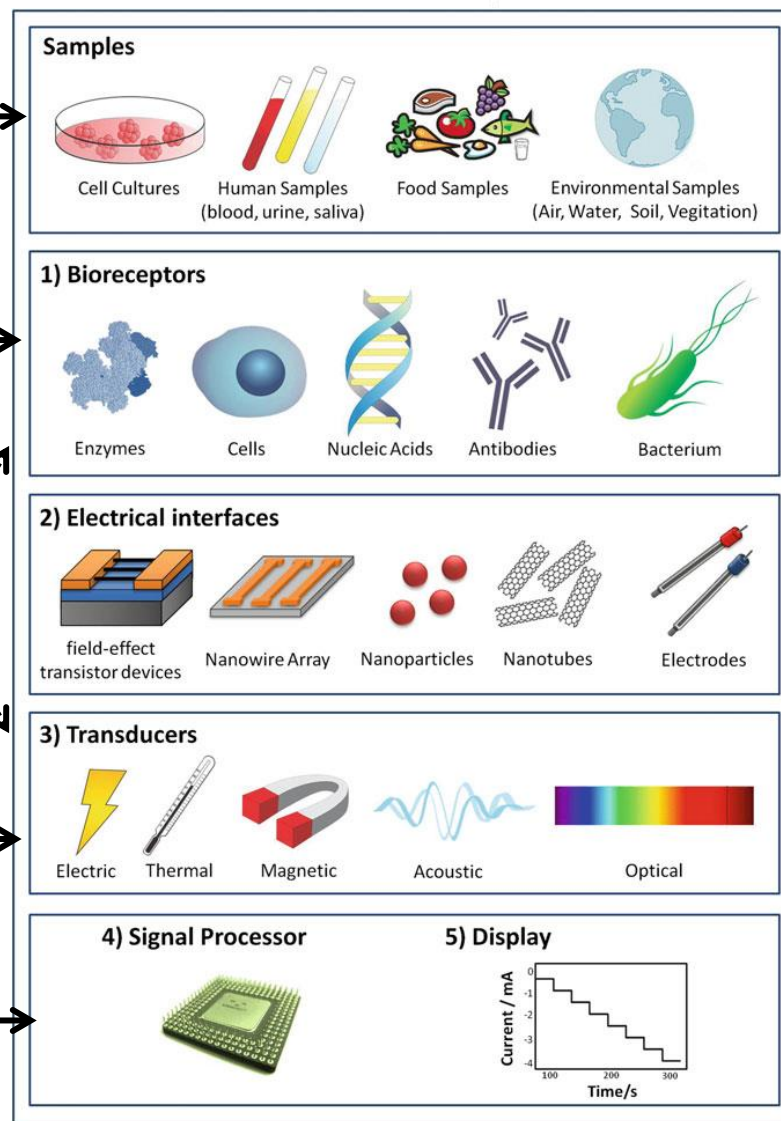 Samples
Cell Cultures
Human Samples
(blood, urine, saliva)
Food Samples
Environmental Samples
(Air, Water, Soil, Vegitation)
1) Bioreceptors
Enzymes
Cells
Nucleic Acids
Antibodies
Bacterium
2) Electrical interfaces
field-effect
transistor devices
Nanowire Array
Nanoparticles
Nanotubes
Electrodes
3) Transducers
Electric
Thermal
Magnetic
Acoustic
Optical
4) Signal Processor
5) Display
Current / mA
0
-1
-2
-3
-4
100
200
300
Time/s